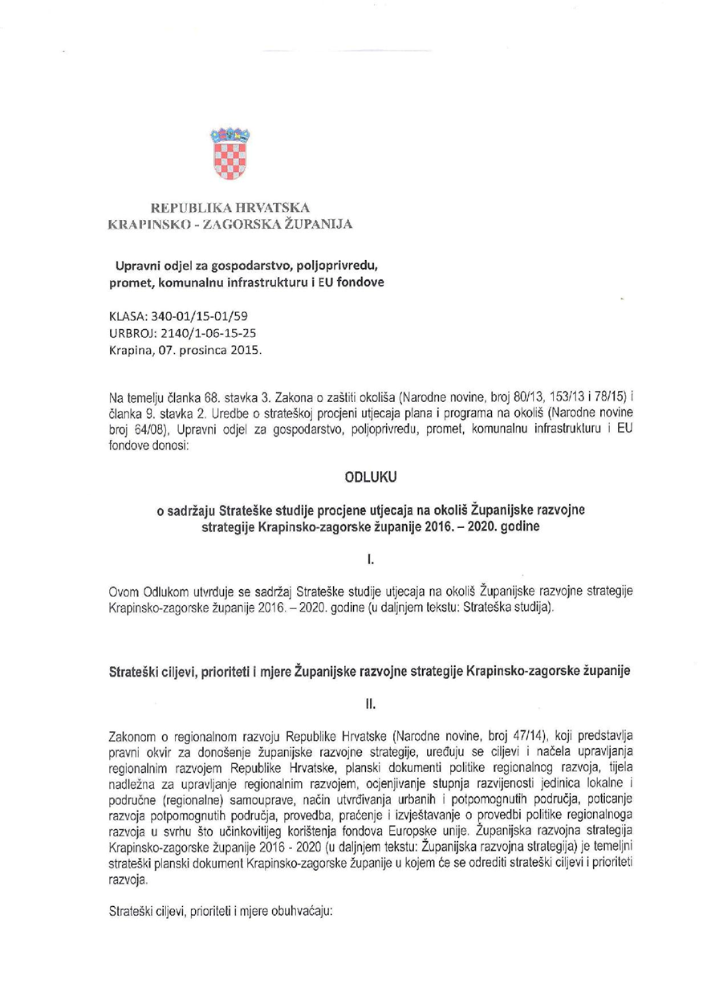 REPUBLIKA HRVATSKA
KRAPINSKO - ZAGORSKA ŽUPANIJA
Upravni odjel za gospodarstvo, poljoprivredu,
promet, komunalnu infrastrukturu i EU fondove
KLASA: 340-01/15-01/59
URBROJ: 2140/1-06-15-25
Krapina, 07. prosinca 2015.
Na temelju članka 68. stavka 3. Zakona o zaštiti okoliša (Narodne novine, broj 80/13, 153/13 i 78/15) i
članka 9. stavka 2. Uredbe o strateškoj procjeni utjecaja plana i programa na okoliš (Narodne novine
broj 64/08), Upravni odjel za gospodarstvo, poljoprivredu, promet, komunalnu infrastrukturu i EU
fondove donosi:
ODLUKU
o sadržaju Strateške studije procjene utjecaja na okoliš Županijske razvojne
strategije Krapinsko-zagorske županije 2016. – 2020. godine
I.
Ovom Odlukom utvrđuje se sadržaj Strateške studije utjecaja na okoliš Županijske razvojne strategije
Krapinsko-zagorske županije 2016. – 2020. godine (u daljnjem tekstu: Strateška studija).
Strateški ciljevi, prioriteti i mjere Županijske razvojne strategije Krapinsko-zagorske županije
II.
Zakonom o regionalnom razvoju Republike Hrvatske (Narodne novine, broj 47/14), koji predstavlja
pravni okvir za donošenje županijske razvojne strategije, uređuju se ciljevi i načela upravljanja
regionalnim razvojem Republike Hrvatske, planski dokumenti politike regionalnog razvoja, tijela
nadležna za upravljanje regionalnim razvojem, ocjenjivanje stupnja razvijenosti jedinica lokalne i
područne (regionalne) samouprave, način utvrđivanja urbanih i potpomognutih područja, poticanje
razvoja potpomognutih područja, provedba, praćenje i izvještavanje o provedbi politike regionalnoga
razvoja u svrhu što učinkovitijeg korištenja fondova Europske unije. Županijska razvojna strategija
Krapinsko-zagorske županije 2016 - 2020 (u daljnjem tekstu: Županijska razvojna strategija) je temeljni
strateški planski dokument Krapinsko-zagorske županije u kojem će se odrediti strateški ciljevi i prioriteti
razvoja.
Strateški ciljevi, prioriteti i mjere obuhvaćaju: